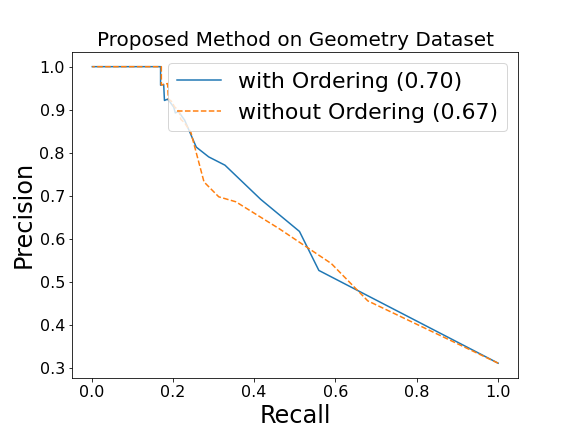 Proposed Method on Geometry Dataset
with Ordering (0.70)
without Ordering (0.67)
Precision
1.0
0.9
0.8
0.7
0.6
0.5
0.4
0.3
0.0 0.2 0.4 0.6 0.8 1.0
Recall